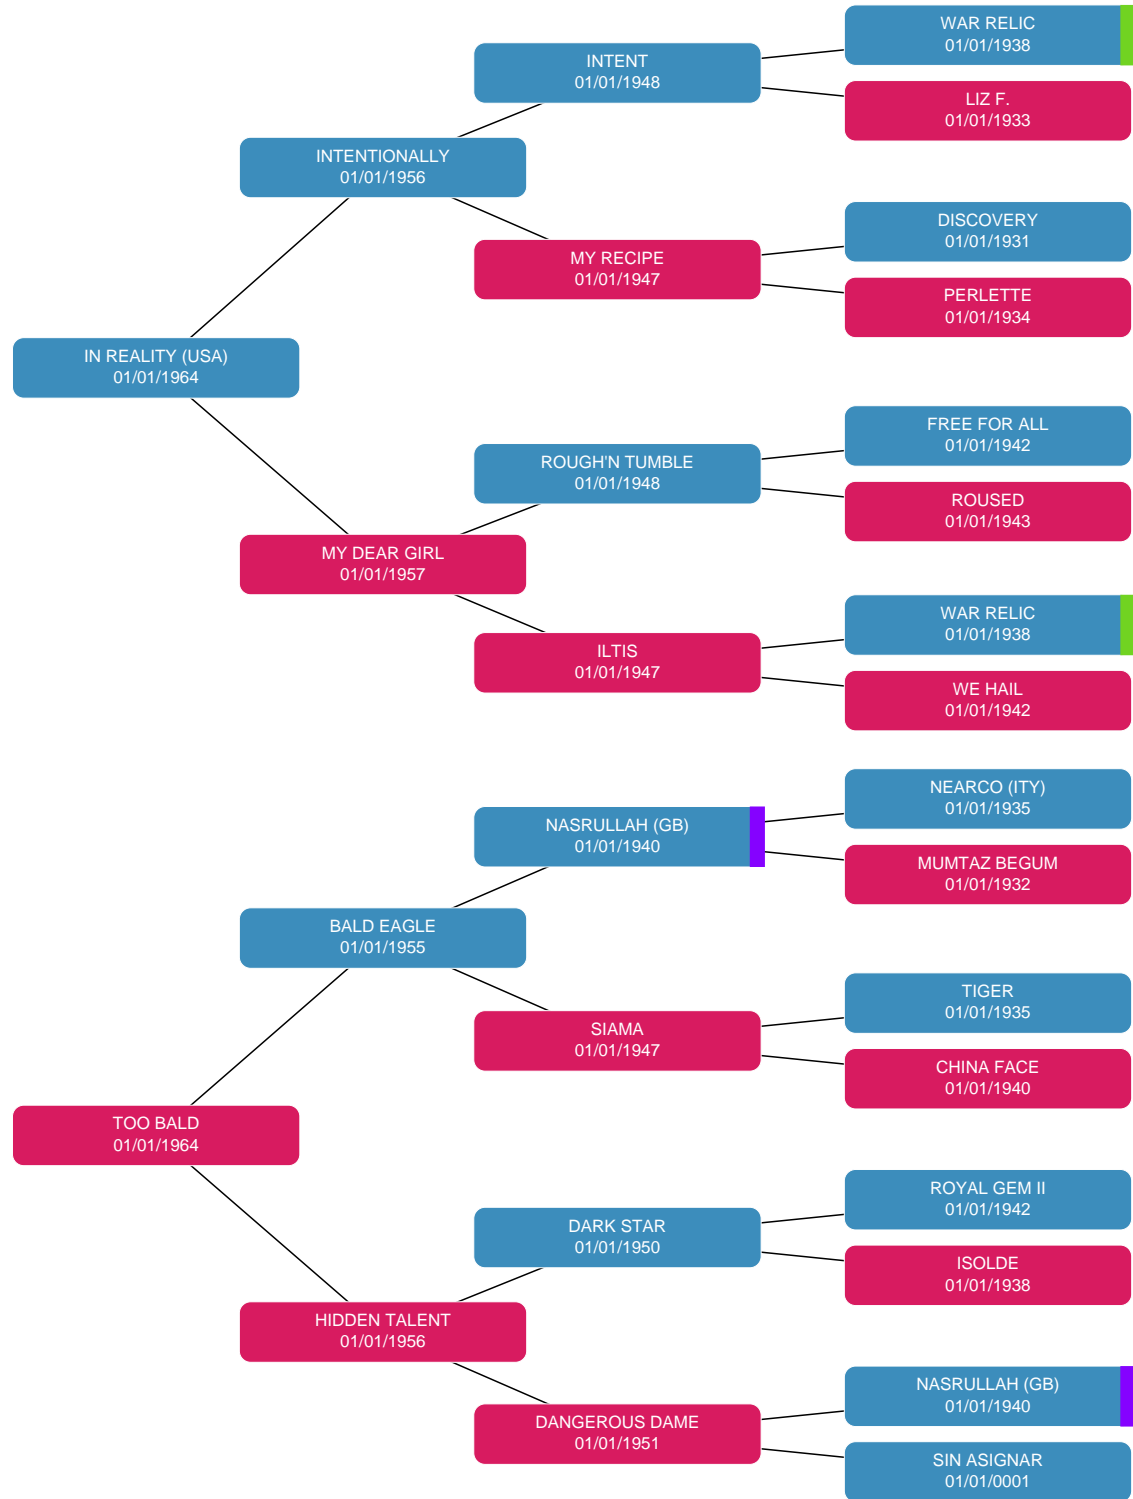 WAR RELIC
01/01/1938
INTENT
01/01/1948
LIZ F.
01/01/1933
INTENTIONALLY
01/01/1956
DISCOVERY
01/01/1931
MY RECIPE
01/01/1947
PERLETTE
01/01/1934
IN REALITY (USA)
01/01/1964
FREE FOR ALL
01/01/1942
ROUGH'N TUMBLE
01/01/1948
ROUSED
01/01/1943
MY DEAR GIRL
01/01/1957
WAR RELIC
01/01/1938
ILTIS
01/01/1947
WE HAIL
01/01/1942
NEARCO (ITY)
01/01/1935
NASRULLAH (GB)
01/01/1940
MUMTAZ BEGUM
01/01/1932
BALD EAGLE
01/01/1955
TIGER
01/01/1935
SIAMA
01/01/1947
CHINA FACE
01/01/1940
TOO BALD
01/01/1964
ROYAL GEM II
01/01/1942
DARK STAR
01/01/1950
ISOLDE
01/01/1938
HIDDEN TALENT
01/01/1956
NASRULLAH (GB)
01/01/1940
DANGEROUS DAME
01/01/1951
SIN ASIGNAR
01/01/0001